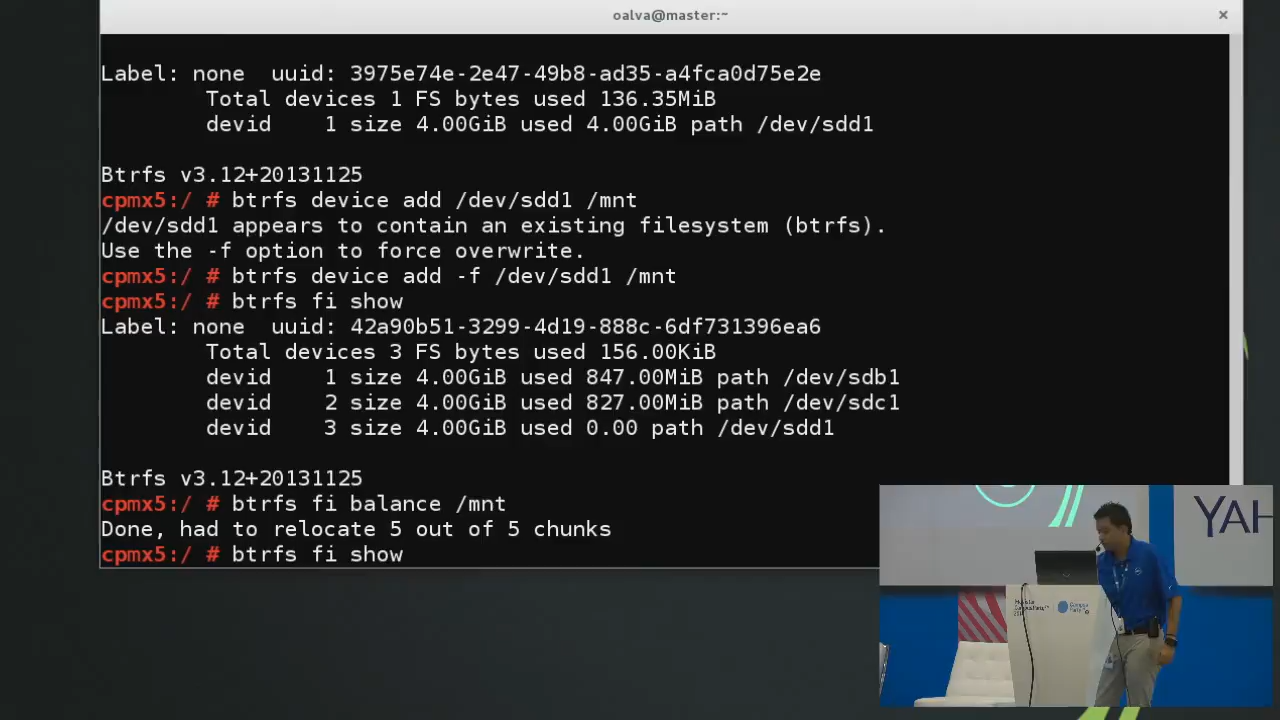 oalva@master:~
×
Label: none  uuid: 3975e74e-2e47-49b8-ad35-a4fca0d75e2e
        Total devices 1 FS bytes used 136.35MiB
        devid    1 size 4.00GiB used 4.00GiB path /dev/sdd1
Btrfs v3.12+20131125
cpmx5:/ # btrfs device add /dev/sdd1 /mnt
/dev/sdd1 appears to contain an existing filesystem (btrfs).
Use the -f option to force overwrite.
cpmx5:/ # btrfs device add -f /dev/sdd1 /mnt
cpmx5:/ # btrfs fi show
Label: none  uuid: 42a90b51-3299-4d19-888c-6df731396ea6
        Total devices 3 FS bytes used 156.00KiB
        devid    1 size 4.00GiB used 847.00MiB path /dev/sdb1
        devid    2 size 4.00GiB used 827.00MiB path /dev/sdc1
        devid    3 size 4.00GiB used 0.00 path /dev/sdd1
Btrfs v3.12+20131125
cpmx5:/ # btrfs fi balance /mnt
Done, had to relocate 5 out of 5 chunks
cpmx5:/ # btrfs fi show
YAH
Campus
Party